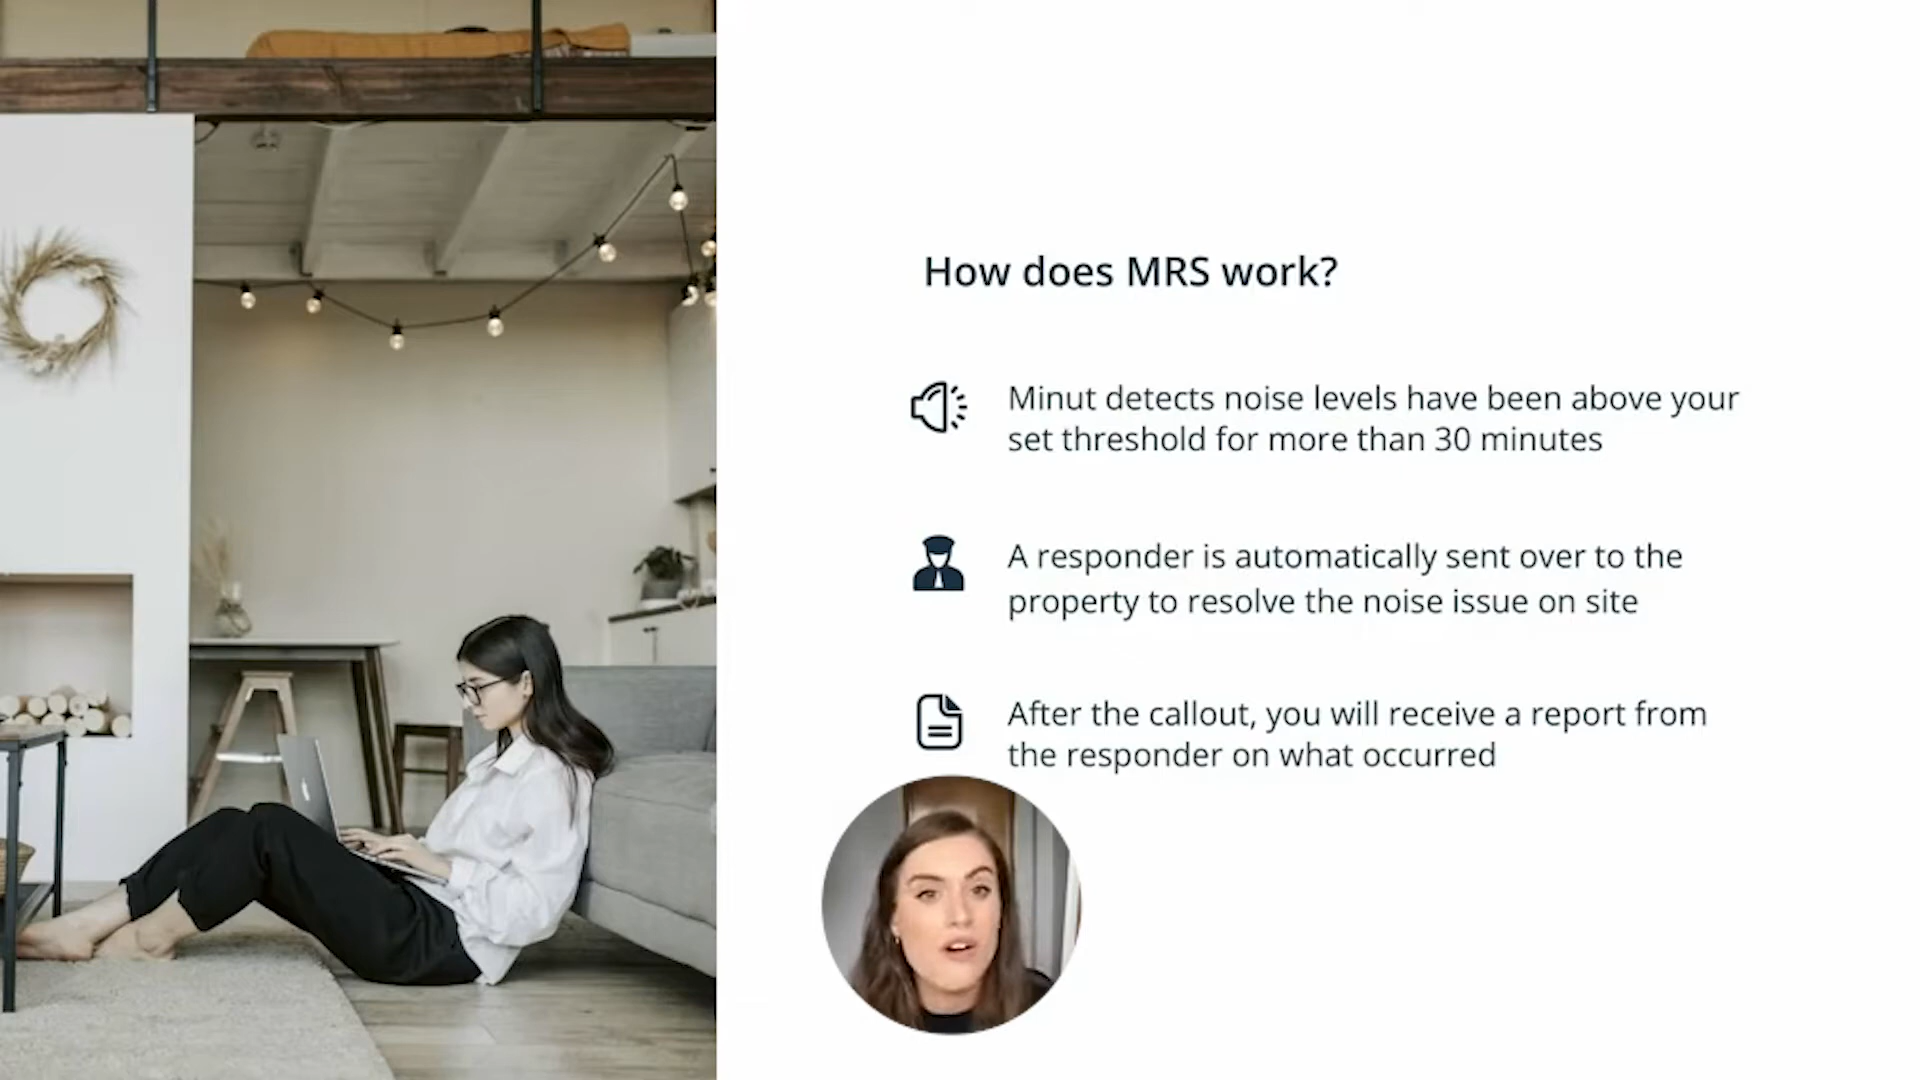 How does MRS work?
Minut detects noise levels have been above your
set threshold for more than 30 minutes
A responder is automatically sent over to the
property to resolve the noise issue on site
After the callout, you will receive a report from
the responder on what occurred